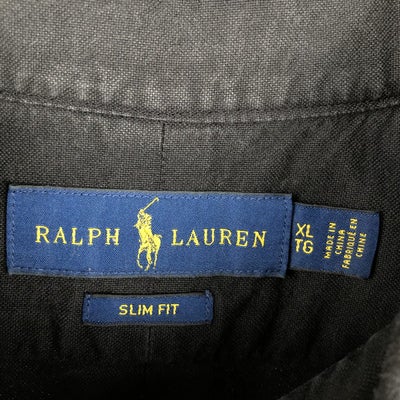 RALPH LAUREN
XL
TG
MADE IN
CHINA
FABRIQUÉ EN
CHINE
SLIM FIT